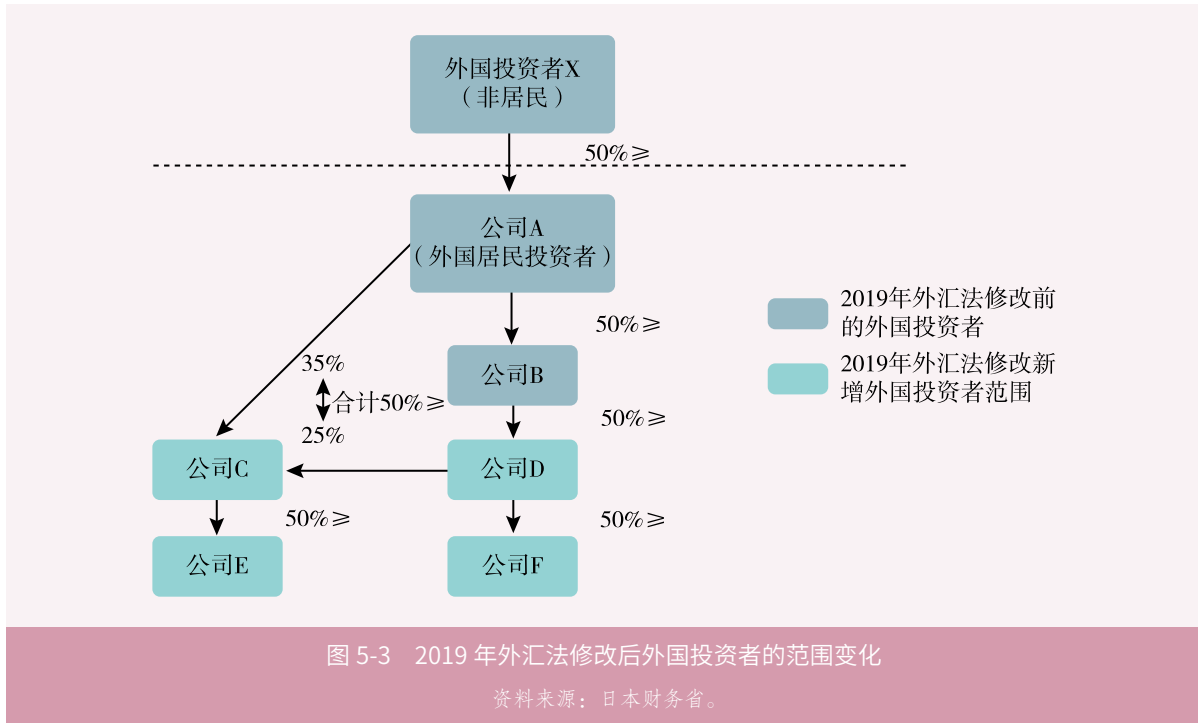 外国投资者X
（非居民）
50%≥
公司A
（外国居民投资者）
50%≥
35%
合计50%≥
25%
公司B
50%≥
公司C
公司D
50%≥
50%≥
公司E
公司F
2019年外汇法修改前
的外国投资者
2019年外汇法修改新
增外国投资者范围
图 5-3 2019 年外汇法修改后外国投资者的范围变化
资料来源：日本财务省。